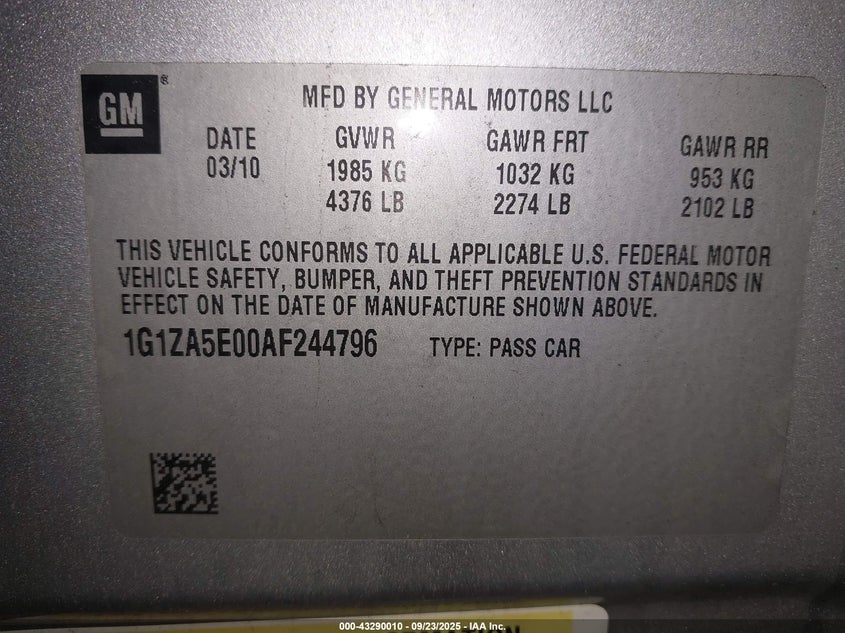 GM ®
MFD BY GENERAL MOTORS LLC
DATE GVWR GAWR FRT GAWR RR
03/10 1985 KG 1032 KG 953 KG
4376 LB 2274 LB 2102 LB
THIS VEHICLE CONFORMS TO ALL APPLICABLE U.S. FEDERAL MOTOR
VEHICLE SAFETY, BUMPER, AND THEFT PREVENTION STANDARDS IN
EFFECT ON THE DATE OF MANUFACTURE SHOWN ABOVE.
1G1ZA5E00AF244796 TYPE: PASS CAR
000-43290010 - 09/23/2025 - IAA Inc.